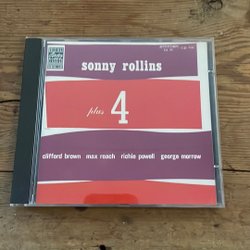 sonny rollins
plus 4
clifford brown max roach richie powell george morrow